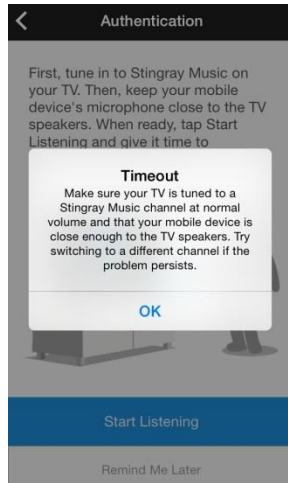 Authentication
First, tune in to Stingray Music on
your TV. Then, keep your mobile
device's microphone close to the TV
speakers. When ready, tap Start
Listening and give it time to
Timeout
Make sure your TV is tuned to a
Stingray Music channel at normal
volume and that your mobile device is
close enough to the TV speakers. Try
switching to a different channel if the
problem persists.
OK
Start Listening
Remind Me Later